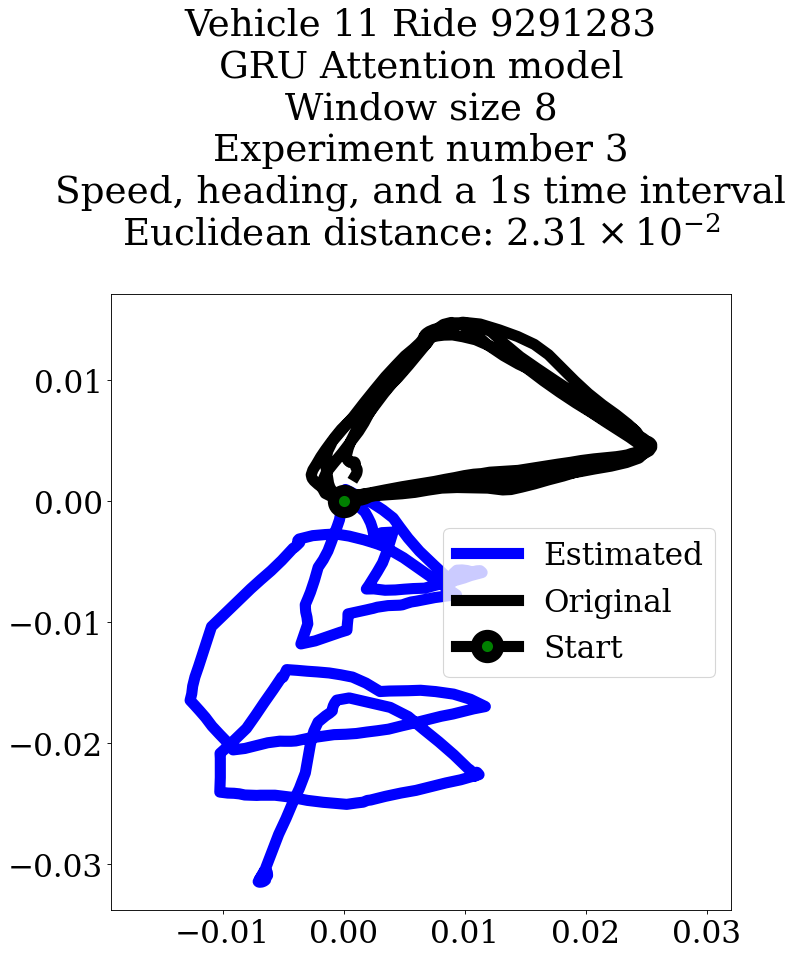 Vehicle 11 Ride 9291283
GRU Attention model
Window size 8
Experiment number 3
Speed, heading, and a 1s time interval
Euclidean distance: 2.31 × 10⁻²
0.01
0.00
−0.01
−0.02
−0.03
Estimated
Original
Start
−0.01 0.00 0.01 0.02 0.03